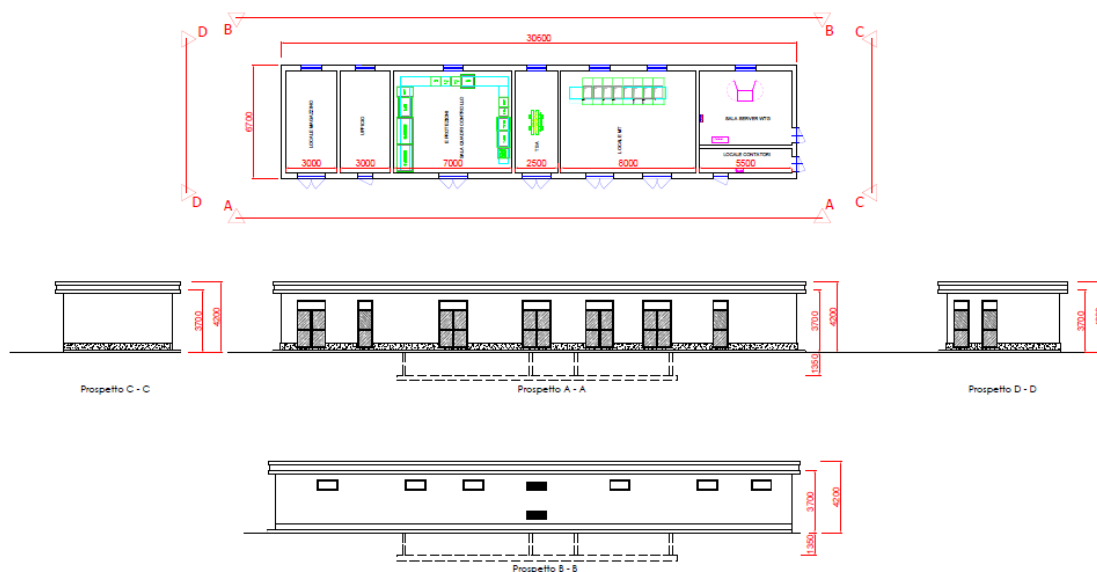 B
B
D
C
30600
6700
LOCALE MAGAZZINO
UFFICIO
SALA QUADRI CONTROLLO
E PROTEZIONI
TSA
LOCALE MT
SALA SERVER WTG
LOCALE CONTATORI
3000
3000
7000
2500
8000
5500
D
C
A
A
3700
4200
3700
4200
1350
3700
Prospetto C - C
Prospetto A - A
Prospetto D - D
3700
4200
1350
Prospetto B - B